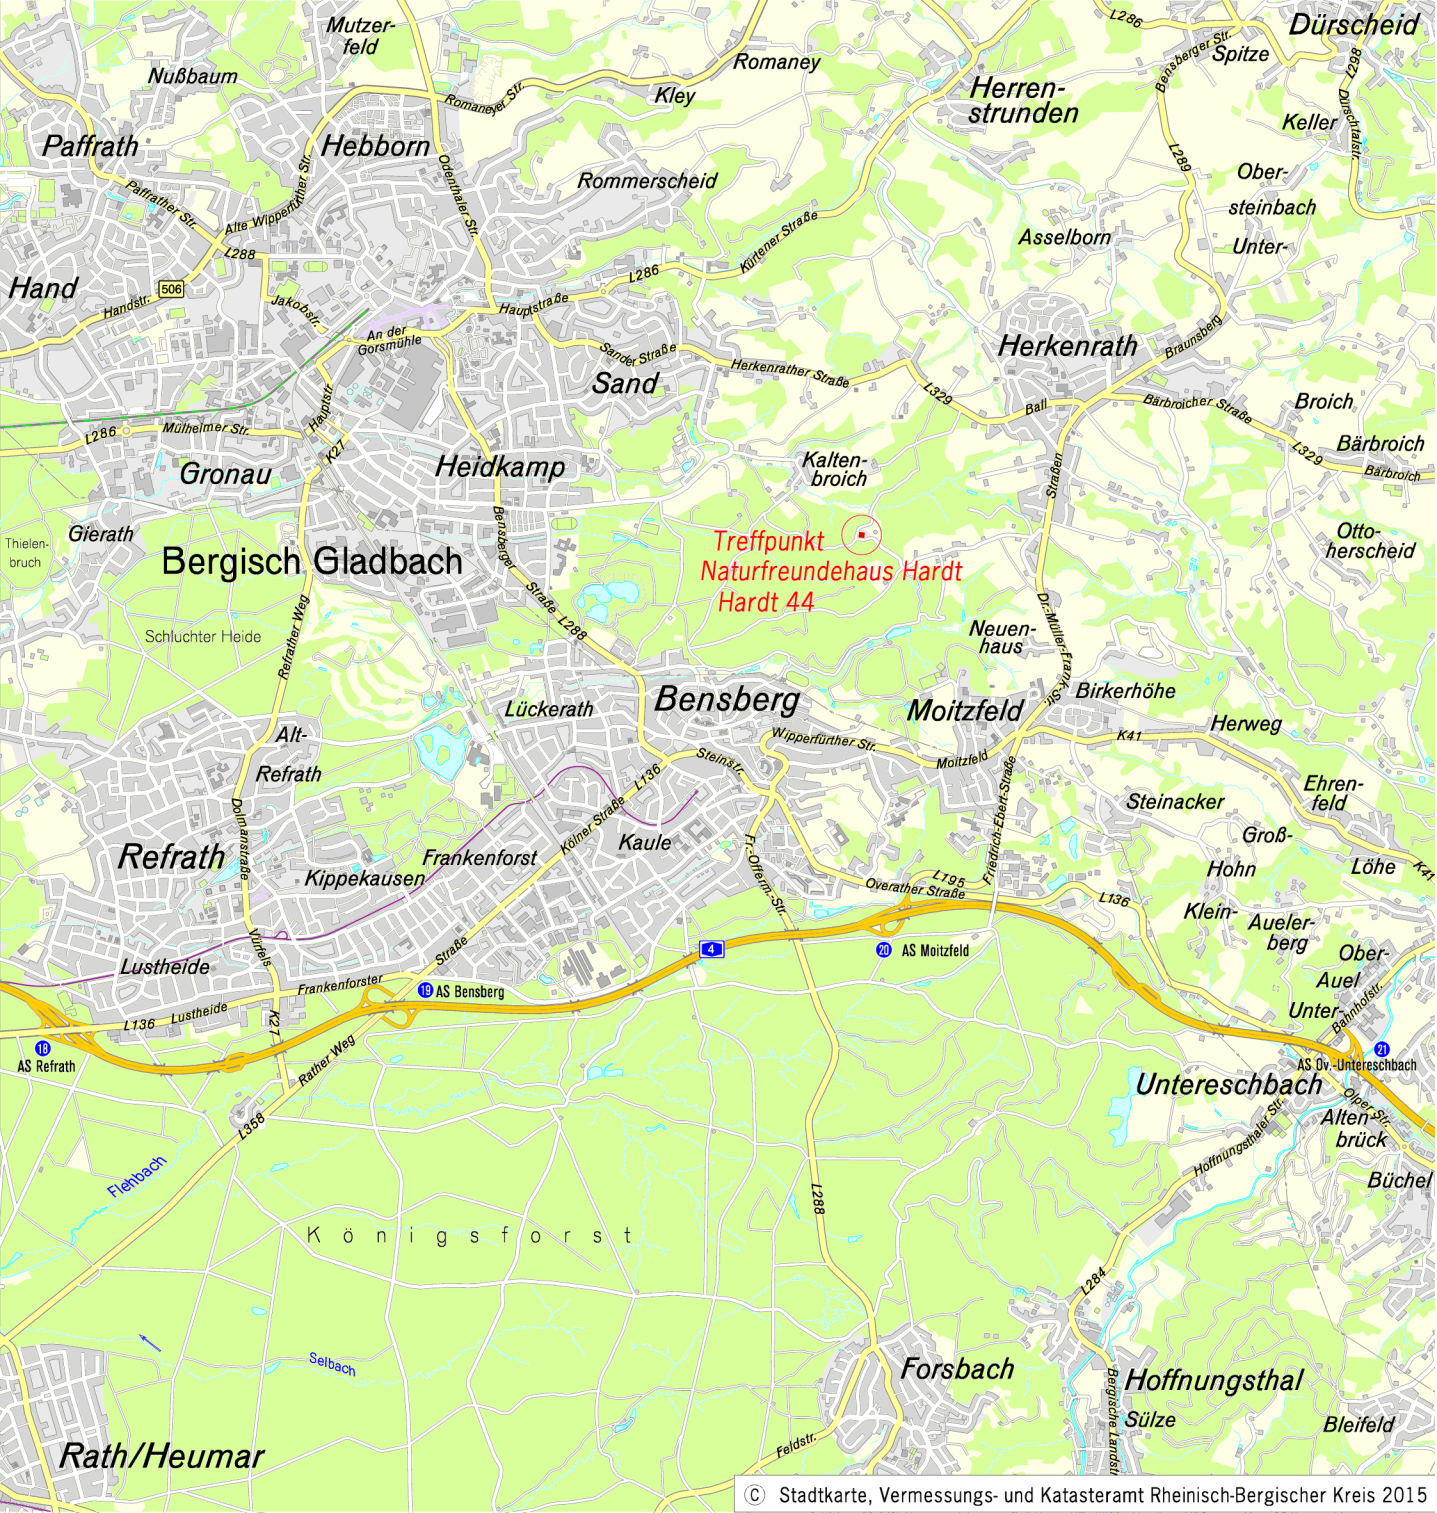 Mutzer-
feld
Nußbaum
Paffrath
Hebborn
Romaneyer Str.
Romaney
Kley
Herren-
strunden
L286
Bensberger Str.
Spitze
Dürscheid
L298
Dürschtalstr.
Keller
L289
Ober-
steinbach
Unter-
Asselborn
Rommerscheid
Odenthaler Str.
Alte Wipperfürther Str.
Paffrather Str.
L288
Hand
506
Handstr.
Jakobstr.
An der
Gorsmühle
Hauptstraße
L286
Kürtener Straße
Sander Straße
Sand
Herkenrather Straße
L329
Herkenrath
Braunsberg
Ball
Bärbroicher Straße
Broich
Bärbroich
L329
Bärbroich
L286
Mülheimer Str.
Hauptstr.
K27
Gronau
Heidkamp
Kalten-
broich
Straßen
Gierath
Thielen-
bruch
Bergisch Gladbach
Bensberger
Straße
L288
Treffpunkt
Naturfreundehaus Hardt
Hardt 44
Otto-
herscheid
Schluchter Heide
Refrather Weg
Neuen-
haus
Dr.-Müller-Frank-Str.
Birkerhöhe
Lückerath
Bensberg
Moitzfeld
Herweg
Alt-
Refrath
Wipperfürther Str.
Moitzfeld
K41
Steinstr.
L136
Kölner Straße
Friedrich-Ebert-Straße
Steinacker
Ehren-
feld
Groß-
Hohn
Löhe
K41
Dolmanstraße
Refrath
Kippekausen
Frankenforst
Kaule
Fr.-Offerm.-Str.
Overather Straße
L195
L136
Klein-
Aueler-
berg
Ober-
Auel
Unter-
Bahnhofstr.
Vürfels
Straße
Lustheide
Frankenforster
4
20
AS Moitzfeld
19
AS Bensberg
L136
Lustheide
K27
18
AS Refrath
Rather Weg
L358
21
AS Ov.-Untereschbach
Untereschbach
Olper Str.
Alten-
brück
Hoffnungsthaler Str.
Büchel
Flehbach
L288
Königsforst
L284
Selbach
Forsbach
Hoffnungsthal
Bergische Landstr.
Sülze
Bleifeld
Feldstr.
Rath/Heumar
© Stadtkarte, Vermessungs- und Katasteramt Rheinisch-Bergischer Kreis 2015